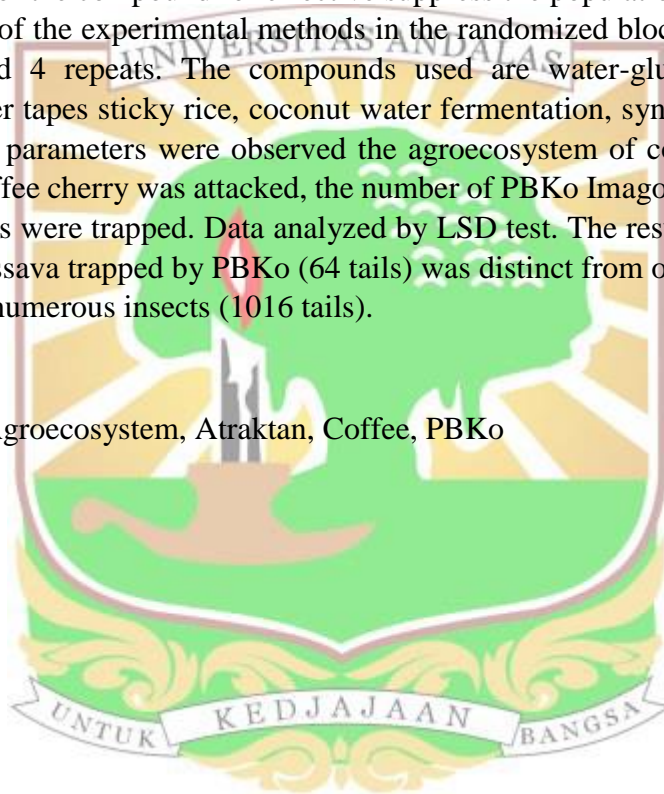 of the experimental methods in the randomized bloc
4 repeats. The compounds used are water-glu
tapes sticky rice, coconut water fermentation, syn
parameters were observed the agroecosystem of c
cherry was attacked, the number of PBKo Imago
were trapped. Data analyzed by LSD test. The res
trapped by PBKo (64 tails) was distinct from o
numerous insects (1016 tails).
groecosystem, Atraktan, Coffee, PBKo
UNIVERSITAS ANDALAS
UNTUK KEDJAJAAN BANGSA